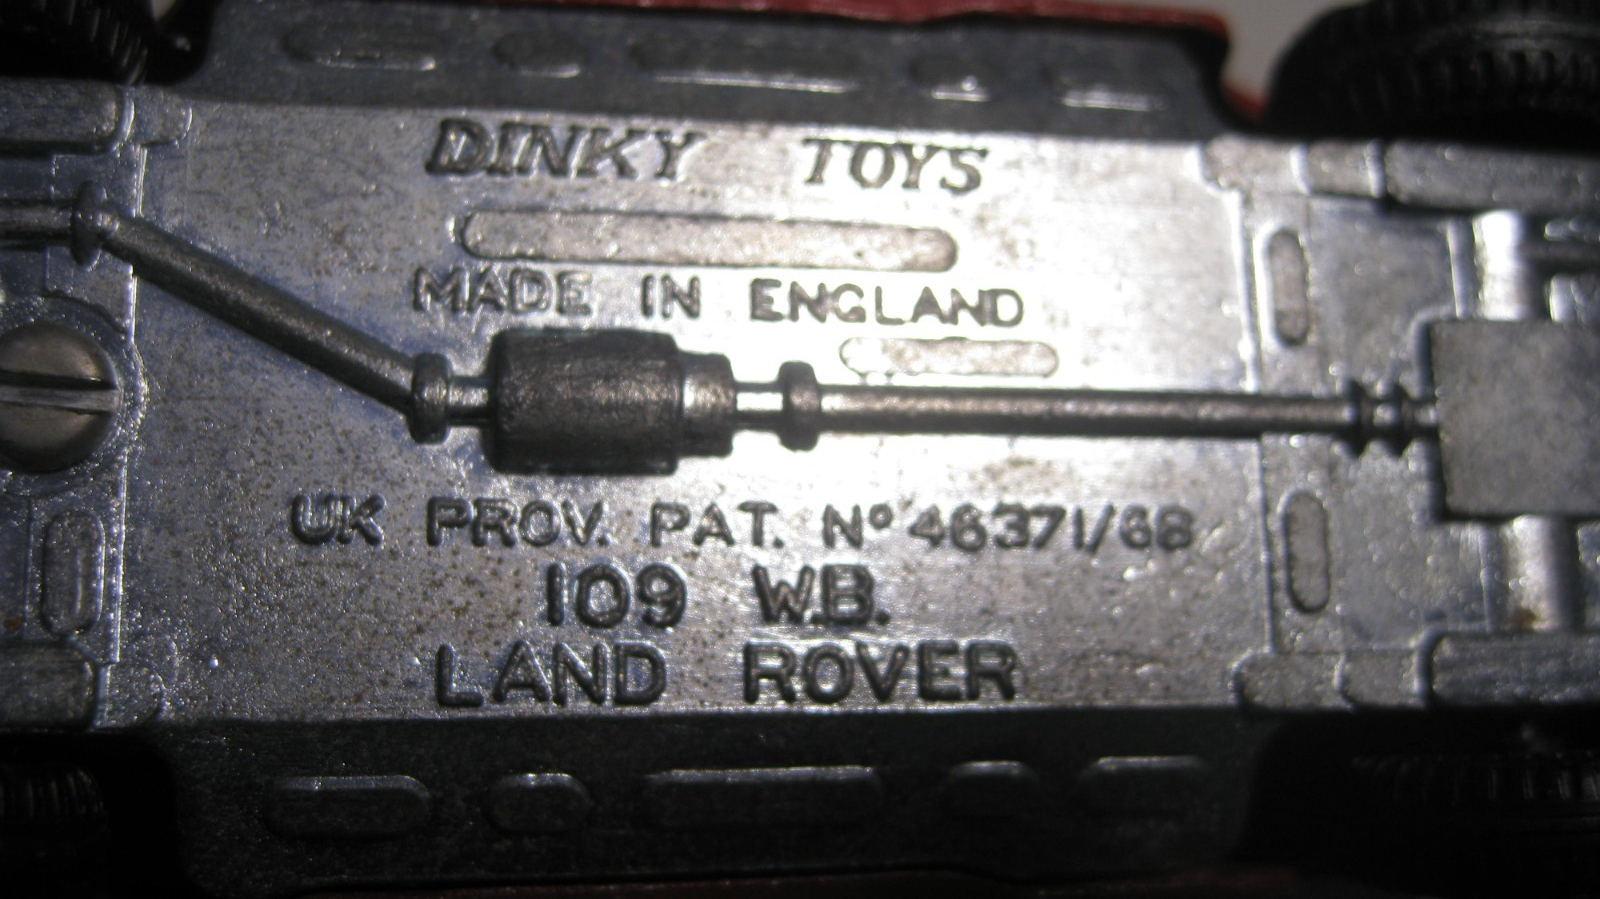 DINKY TOYS
MADE IN ENGLAND
UK PROV. PAT. Nº 46371/68
109 W.B.
LAND ROVER